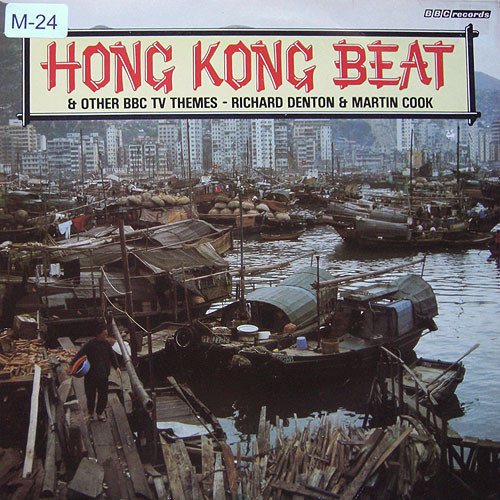 M-24
BBC records
HONG KONG BEAT
& OTHER BBC TV THEMES - RICHARD DENTON & MARTIN COOK